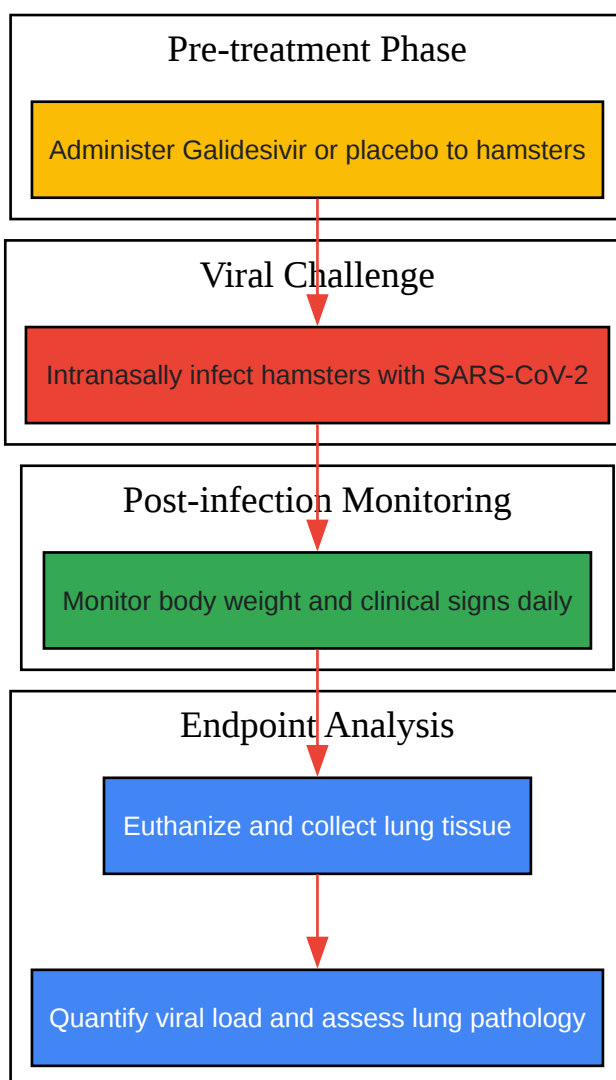 Pre-treatment Phase
Administer Galidesivir or placebo to hamsters
Viral Challenge
Intranasally infect hamsters with SARS-CoV-2
Post-infection Monitoring
Monitor body weight and clinical signs daily
Endpoint Analysis
Euthanize and collect lung tissue
Quantify viral load and assess lung pathology